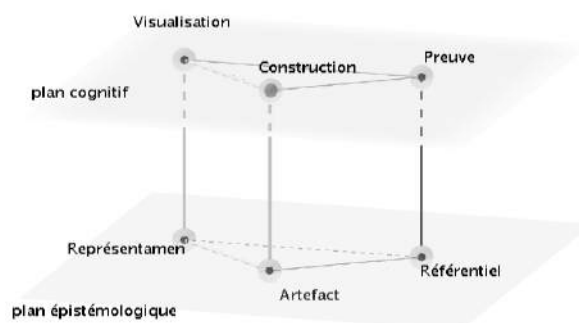 Visualisation
Preuve
Construction
plan cognitif
Représentamen
Référentiel
Artefact
plan épistémologique